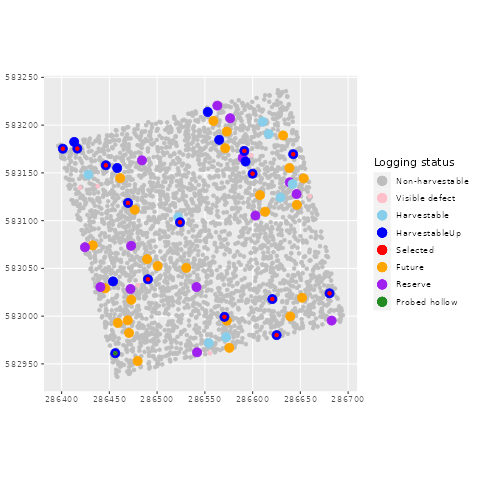 583250
583200
583150
583100
583050
583000
582950
286400 286450 286500 286550 286600 286650 286700
Logging status
Non-harvestable
Visible defect
Harvestable
HarvestableUp
Selected
Future
Reserve
Probed hollow